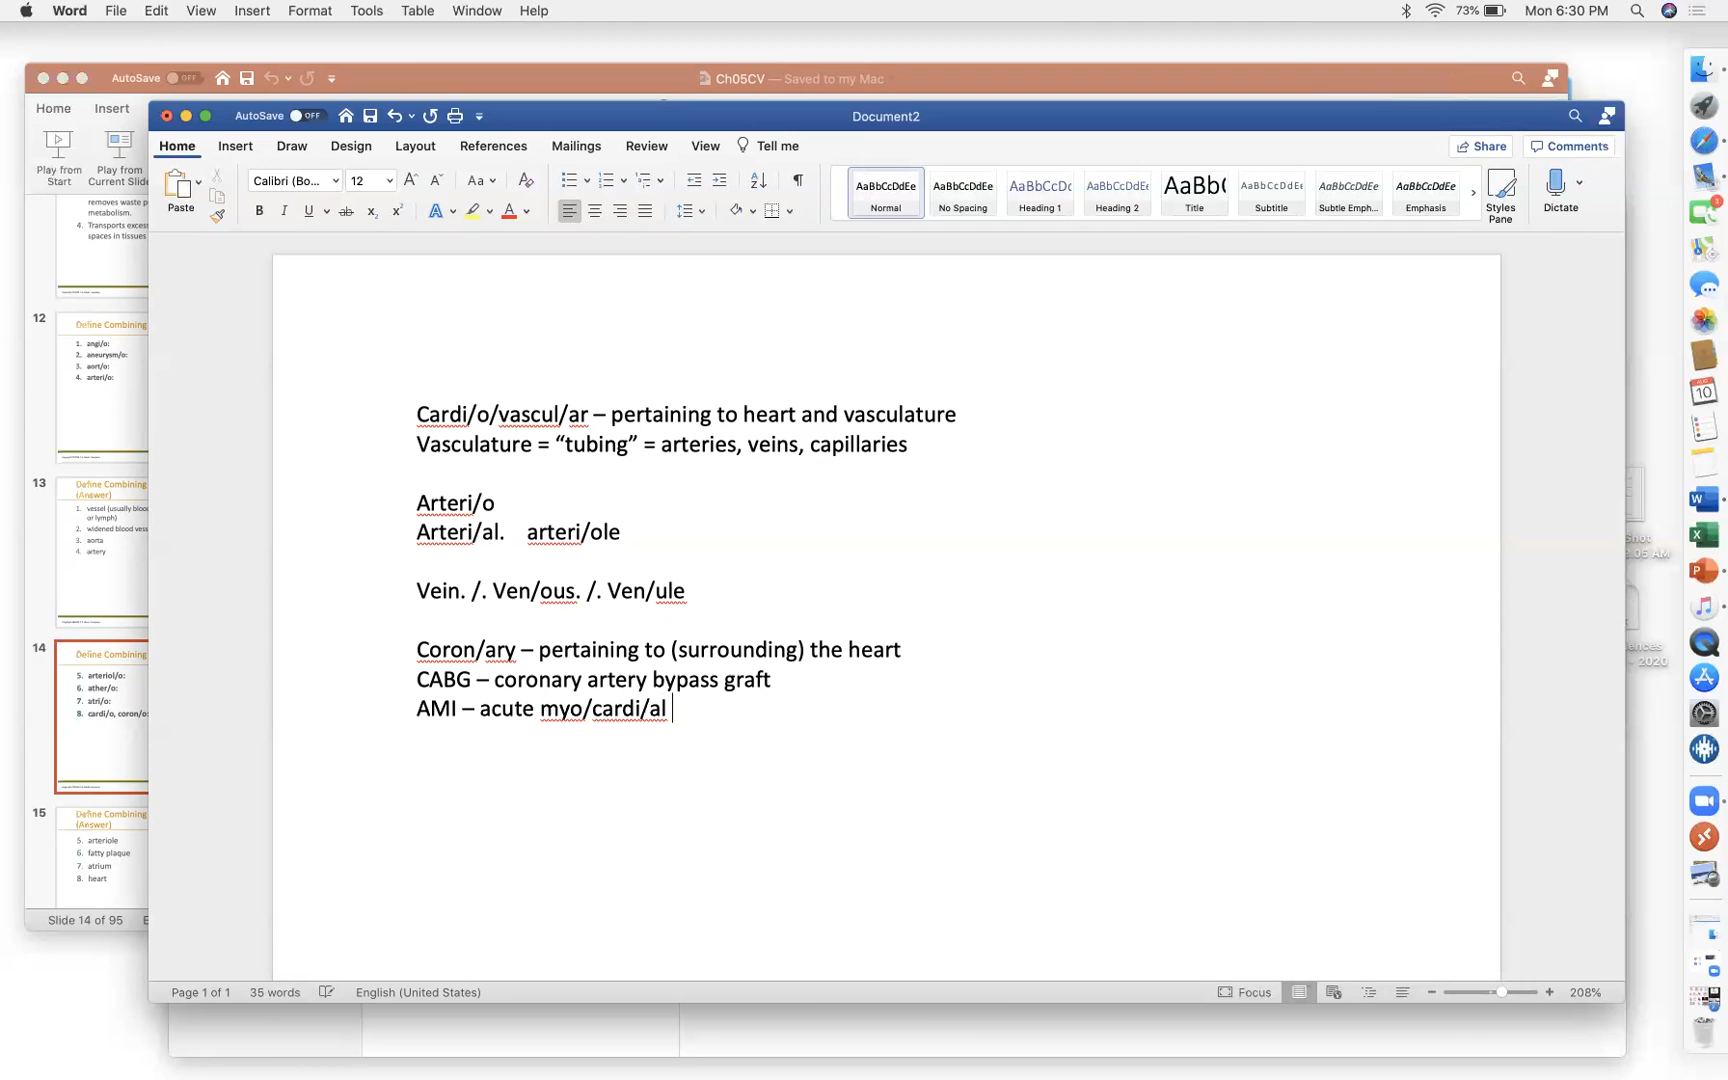 Word File Edit View Insert Format Tools Table Window Help
73% Mon 6:30 PM
AutoSave OFF
Ch05CV — Saved to my Mac
Home Insert
Play from Start
Play from Current Slide
removes waste
metabolism.
4. Transports excess
spaces in tissues
12
Define Combining
1. angi/o:
2. aneurysm/o:
3. aort/o:
4. arteri/o:
13
Define Combining
(Answer)
1. vessel (usually blood
or lymph)
2. widened blood
3. aorta
4. artery
14
Define Combining
5. arteriol/o:
6. ather/o:
7. atri/o:
8. cardi/o, coron/o:
15
Define Combining
(Answer)
5. arteriole
6. fatty plaque
7. atrium
8. heart
Slide 14 of 95
AutoSave OFF
Document2
Home Insert Draw Design Layout References Mailings Review View Tell me
Share Comments
Paste
Calibri (Bo... 12
AaBbCcDdEe Normal
AaBbCcDdEe No Spacing
AaBbCcDc Heading 1
AaBbCcDdEe Heading 2
AaBb( Title
AaBbCcDdEe Subtitle
AaBbCcDdEe Subtle Emph...
AaBbCcDdEe Emphasis
Styles Pane
Dictate
Cardi/o/vascul/ar – pertaining to heart and vasculature
Vasculature = “tubing” = arteries, veins, capillaries
Arteri/o
Arteri/al. arteri/ole
Vein. /. Ven/ous. /. Ven/ule
Coron/ary – pertaining to (surrounding) the heart
CABG – coronary artery bypass graft
AMI – acute myo/cardi/al
Page 1 of 1 35 words English (United States)
Focus 208%